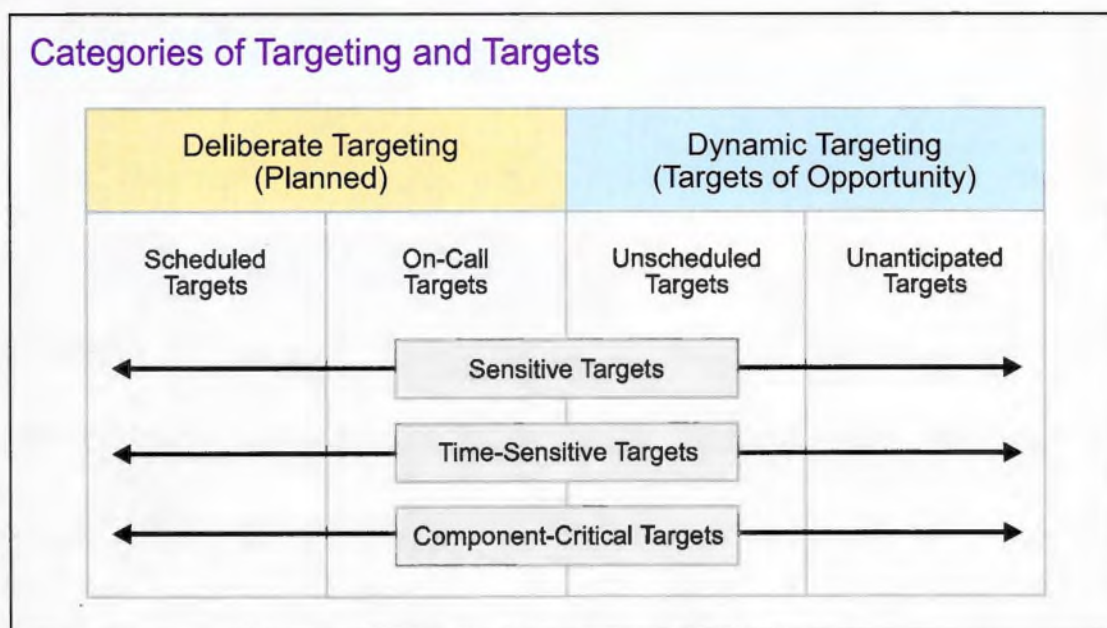 Categories of Targeting and Targets
Deliberate Targeting
(Planned)
Dynamic Targeting
(Targets of Opportunity)
Scheduled
Targets
On-Call
Targets
Unscheduled
Targets
Unanticipated
Targets
Sensitive Targets
Time-Sensitive Targets
Component-Critical Targets